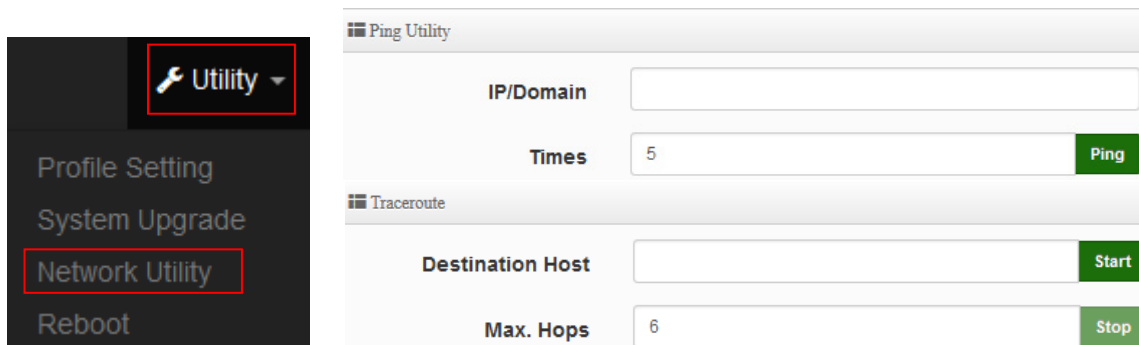 Utility
Profile Setting
System Upgrade
Network Utility
Reboot
Ping Utility
IP/Domain
Times 5 Ping
Traceroute
Destination Host Start
Max. Hops 6 Stop